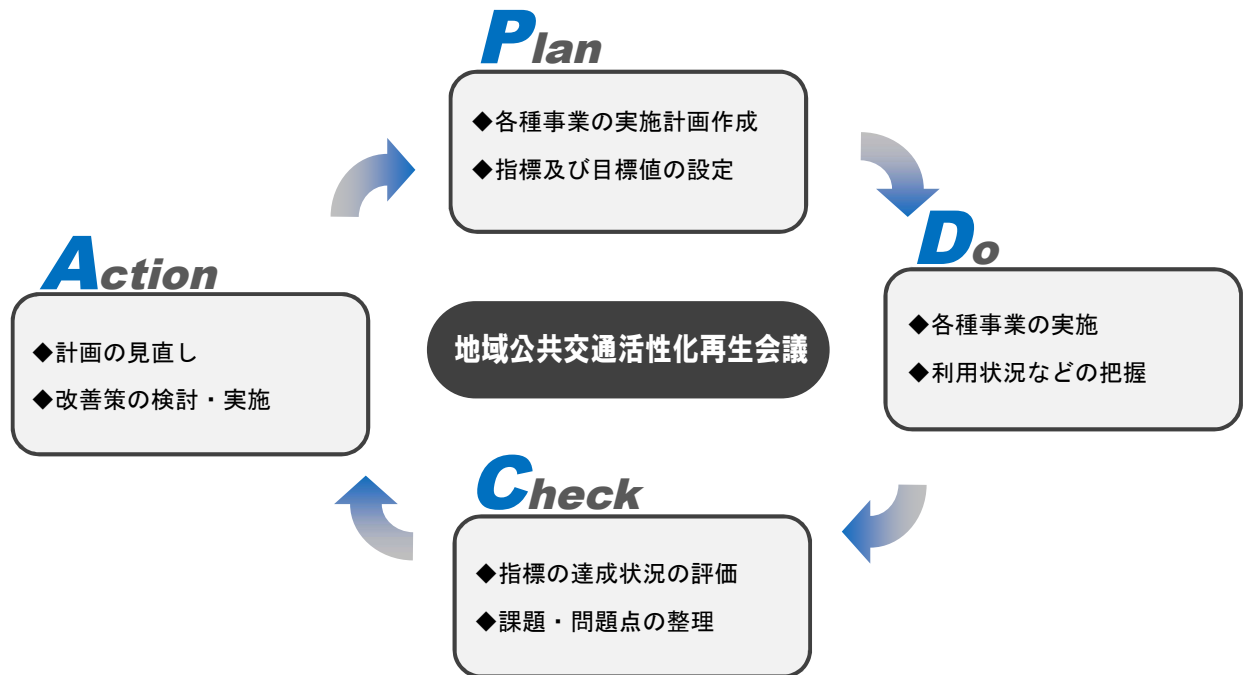 Plan
◆各種事業の実施計画作成
◆指標及び目標値の設定
Do
◆各種事業の実施
◆利用状況などの把握
Check
◆指標の達成状況の評価
◆課題・問題点の整理
Action
◆計画の見直し
◆改善策の検討・実施
地域公共交通活性化再生会議